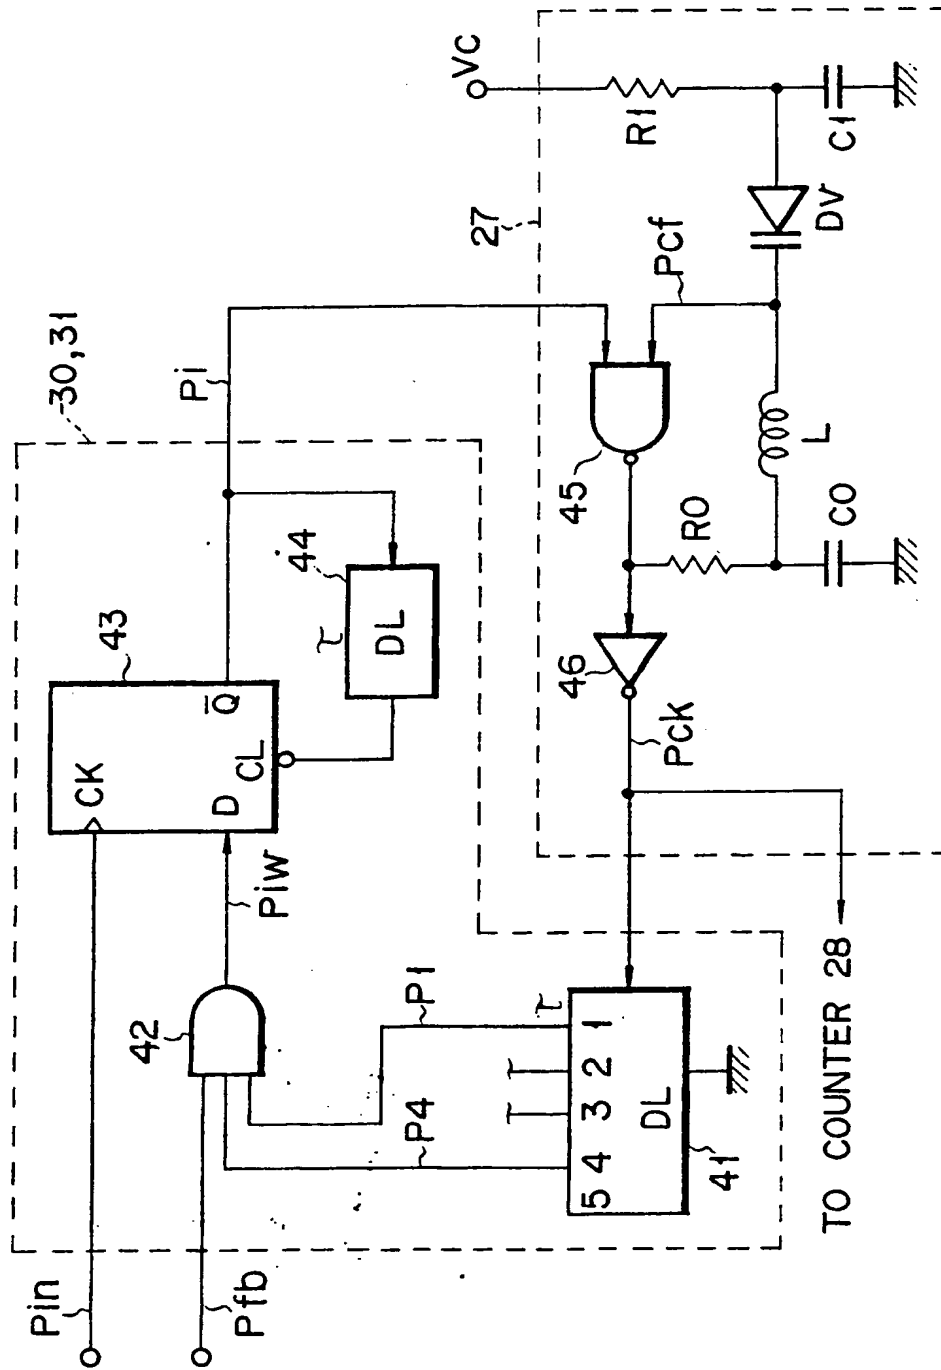 Pin
Pfb
30,31
CK
D
CL
Q̅
43
Pi
42
Piw
τ
44
DL
P4
P1
5 4 3 2 1
τ
DL
41
TO COUNTER 28
27
Vc
R1
C1
Dv
Pcf
45
L
R0
C0
46
Pck